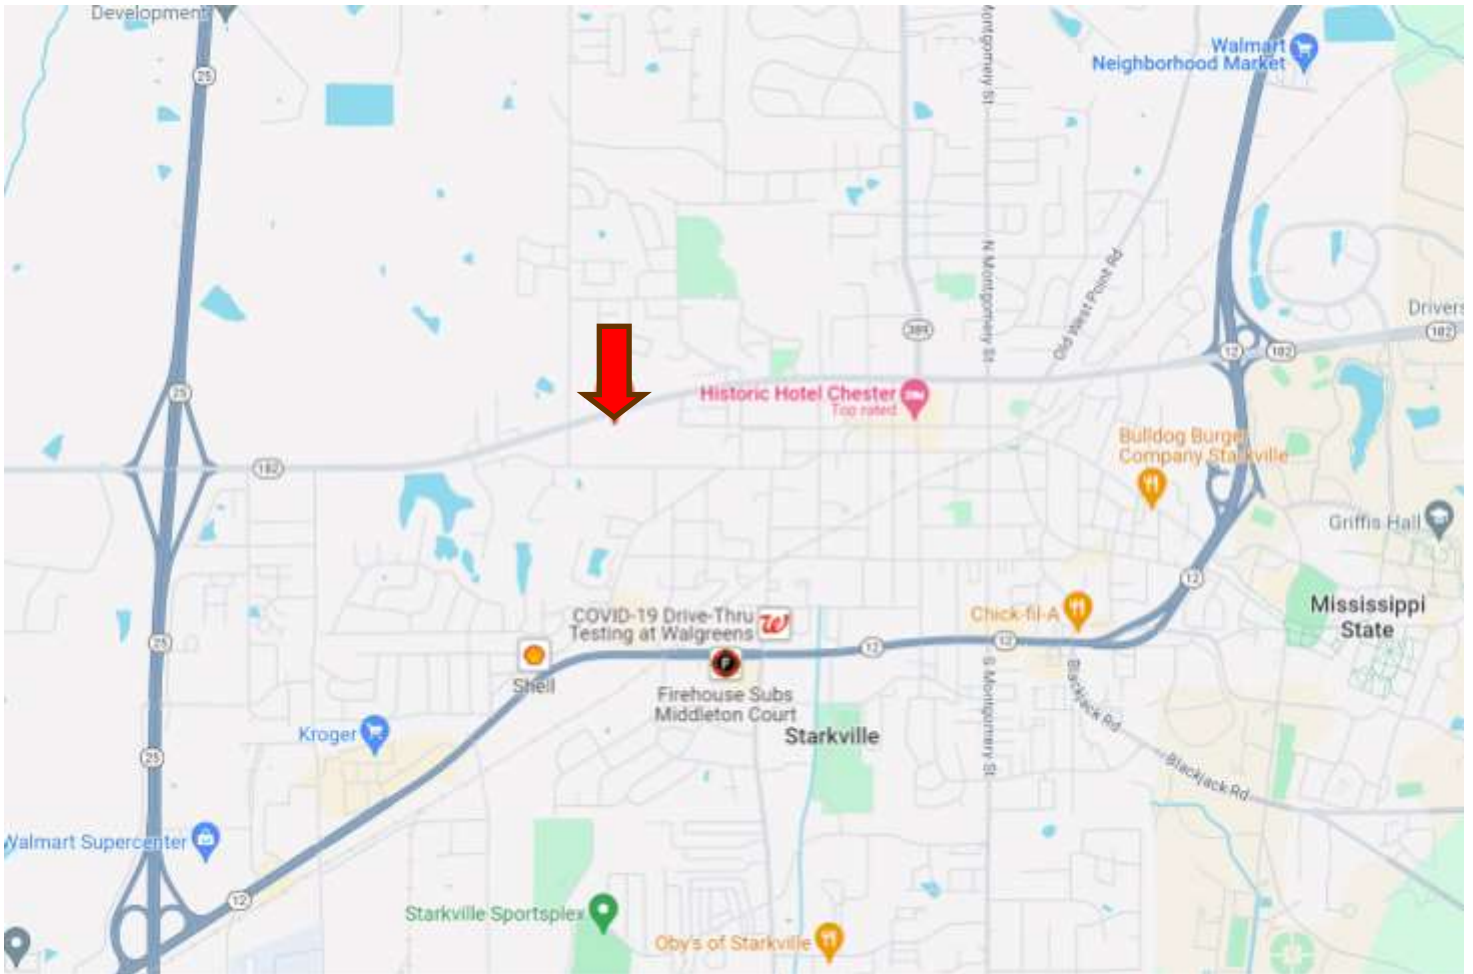 Development
25
Montgomery St
Walmart
Neighborhood Market
N Montgomery St
Old West Point Rd
Drivers
182
389
12
182
25
Historic Hotel Chester
Top rated
Bulldog Burger
Company Starkville
182
Griffis Hall
12
Mississippi
State
COVID-19 Drive-Thru
Testing at Walgreens
Chick-fil-A
25
12
12
Shell
F
Firehouse Subs
Middleton Court
S Montgomery St
Blackjack Rd
Starkville
Kroger
25
Blackjack Rd
Walmart Supercenter
12
Starkville Sportsplex
Oby's of Starkville